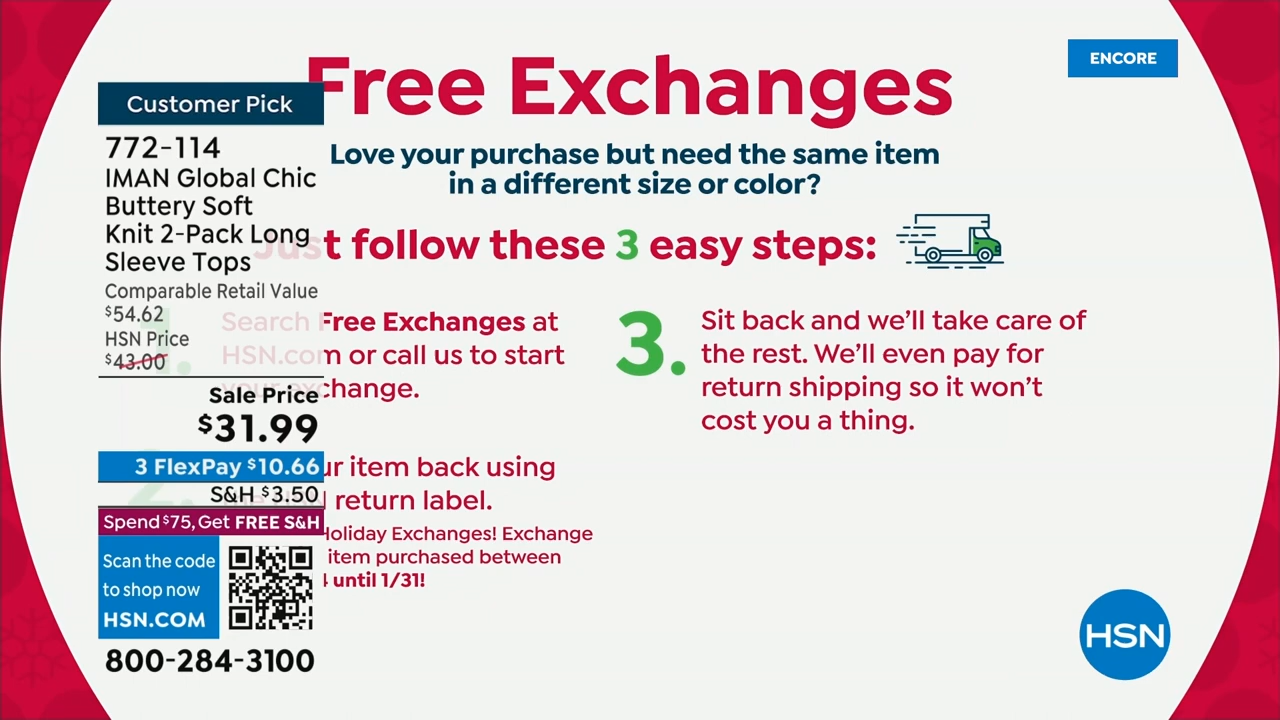 ENCORE
Free Exchanges
Love your purchase but need the same item
in a different size or color?
Just follow these 3 easy steps:
1.
Search Free Exchanges at
HSN.com or call us to start
your exchange.
2.
item back using
return label.
Holiday Exchanges! Exchange
item purchased between
until 1/31!
3.
Sit back and we'll take care of
the rest. We'll even pay for
return shipping so it won't
cost you a thing.
Customer Pick
772-114
IMAN Global Chic
Buttery Soft
Knit 2-Pack Long
Sleeve Tops
Comparable Retail Value
$54.62
HSN Price
$43.00
Sale Price
$31.99
3 FlexPay $10.66
S&H $3.50
Spend $75, Get FREE S&H
Scan the code
to shop now
HSN.COM
800-284-3100
HSN